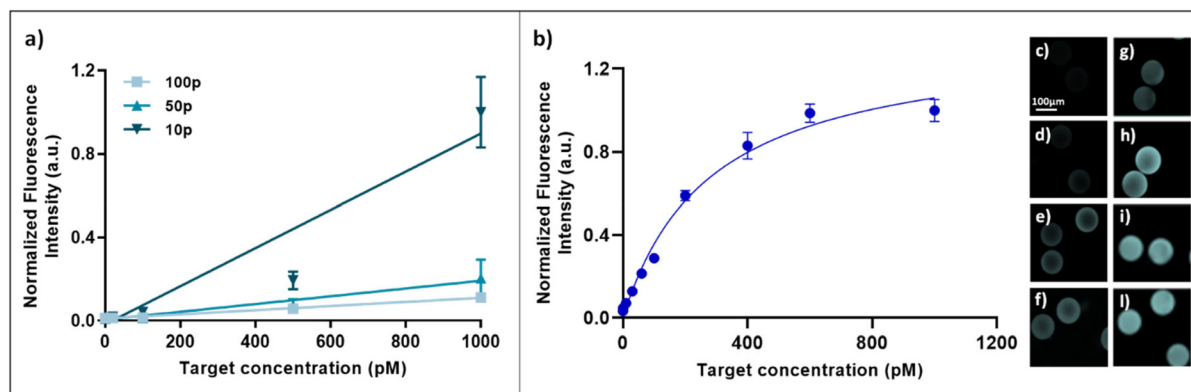 a)
Normalized Fluorescence
Intensity (a.u.)
1.2
0.8
0.4
0.0
100p
50p
10p
200
400
600
800
1000
Target concentration (pM)
b)
Normalized Fluorescence
Intensity (a.u.)
1.2
0.8
0.4
0.0
0
400
800
1200
Target concentration (pM)
c)
100µm
d)
e)
f)
g)
h)
i)
l)